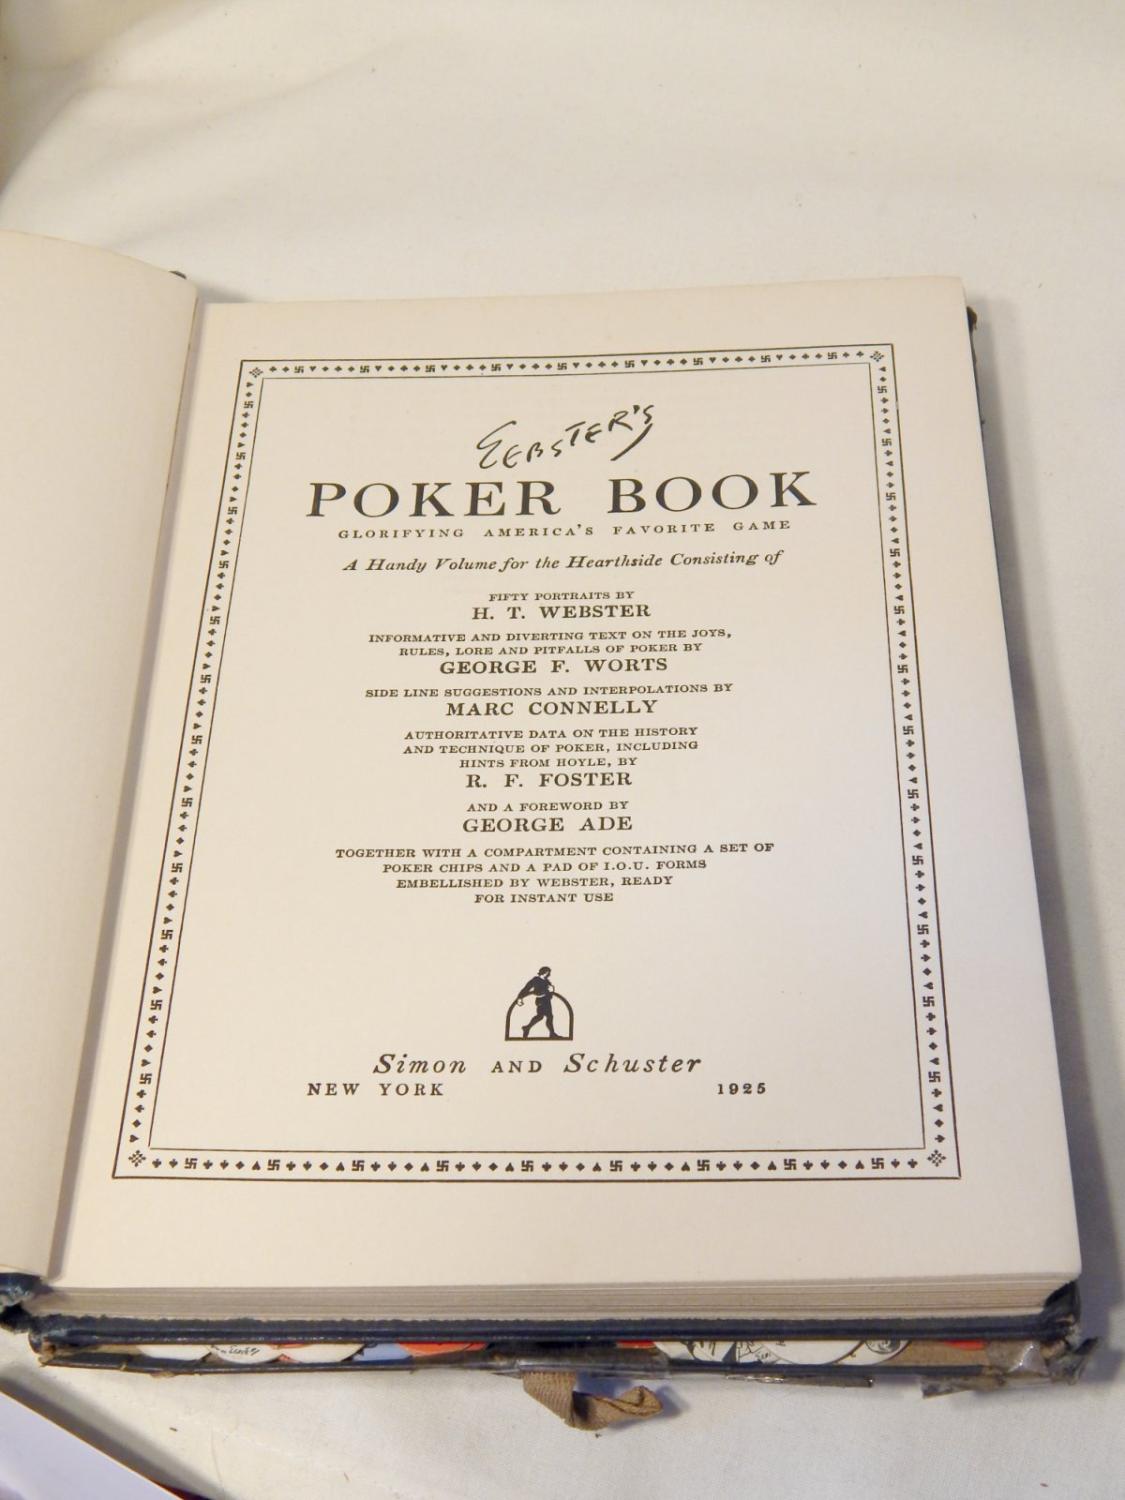 WEBSTER'S
POKER BOOK
GLORIFYING AMERICA'S FAVORITE GAME
A Handy Volume for the Hearthside Consisting of
FIFTY PORTRAITS BY
H. T. WEBSTER
INFORMATIVE AND DIVERTING TEXT ON THE JOYS,
RULES, LORE AND PITFALLS OF POKER BY
GEORGE F. WORTS
SIDE LINE SUGGESTIONS AND INTERPOLATIONS BY
MARC CONNELLY
AUTHORITATIVE DATA ON THE HISTORY
AND TECHNIQUE OF POKER, INCLUDING
HINTS FROM HOYLE, BY
R. F. FOSTER
AND A FOREWORD BY
GEORGE ADE
TOGETHER WITH A COMPARTMENT CONTAINING A SET OF
POKER CHIPS AND A PAD OF I.O.U. FORMS
EMBELLISHED BY WEBSTER, READY
FOR INSTANT USE
Simon AND Schuster
NEW YORK 1925